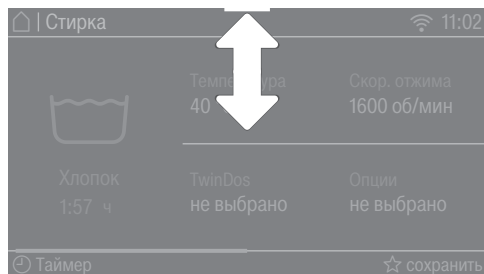 | Стирка 11:02
Температура Скор. отжима
40 1600 об/мин
Хлопок TwinDos Опции
1:57 ч не выбрано не выбрано
Таймер сохранить